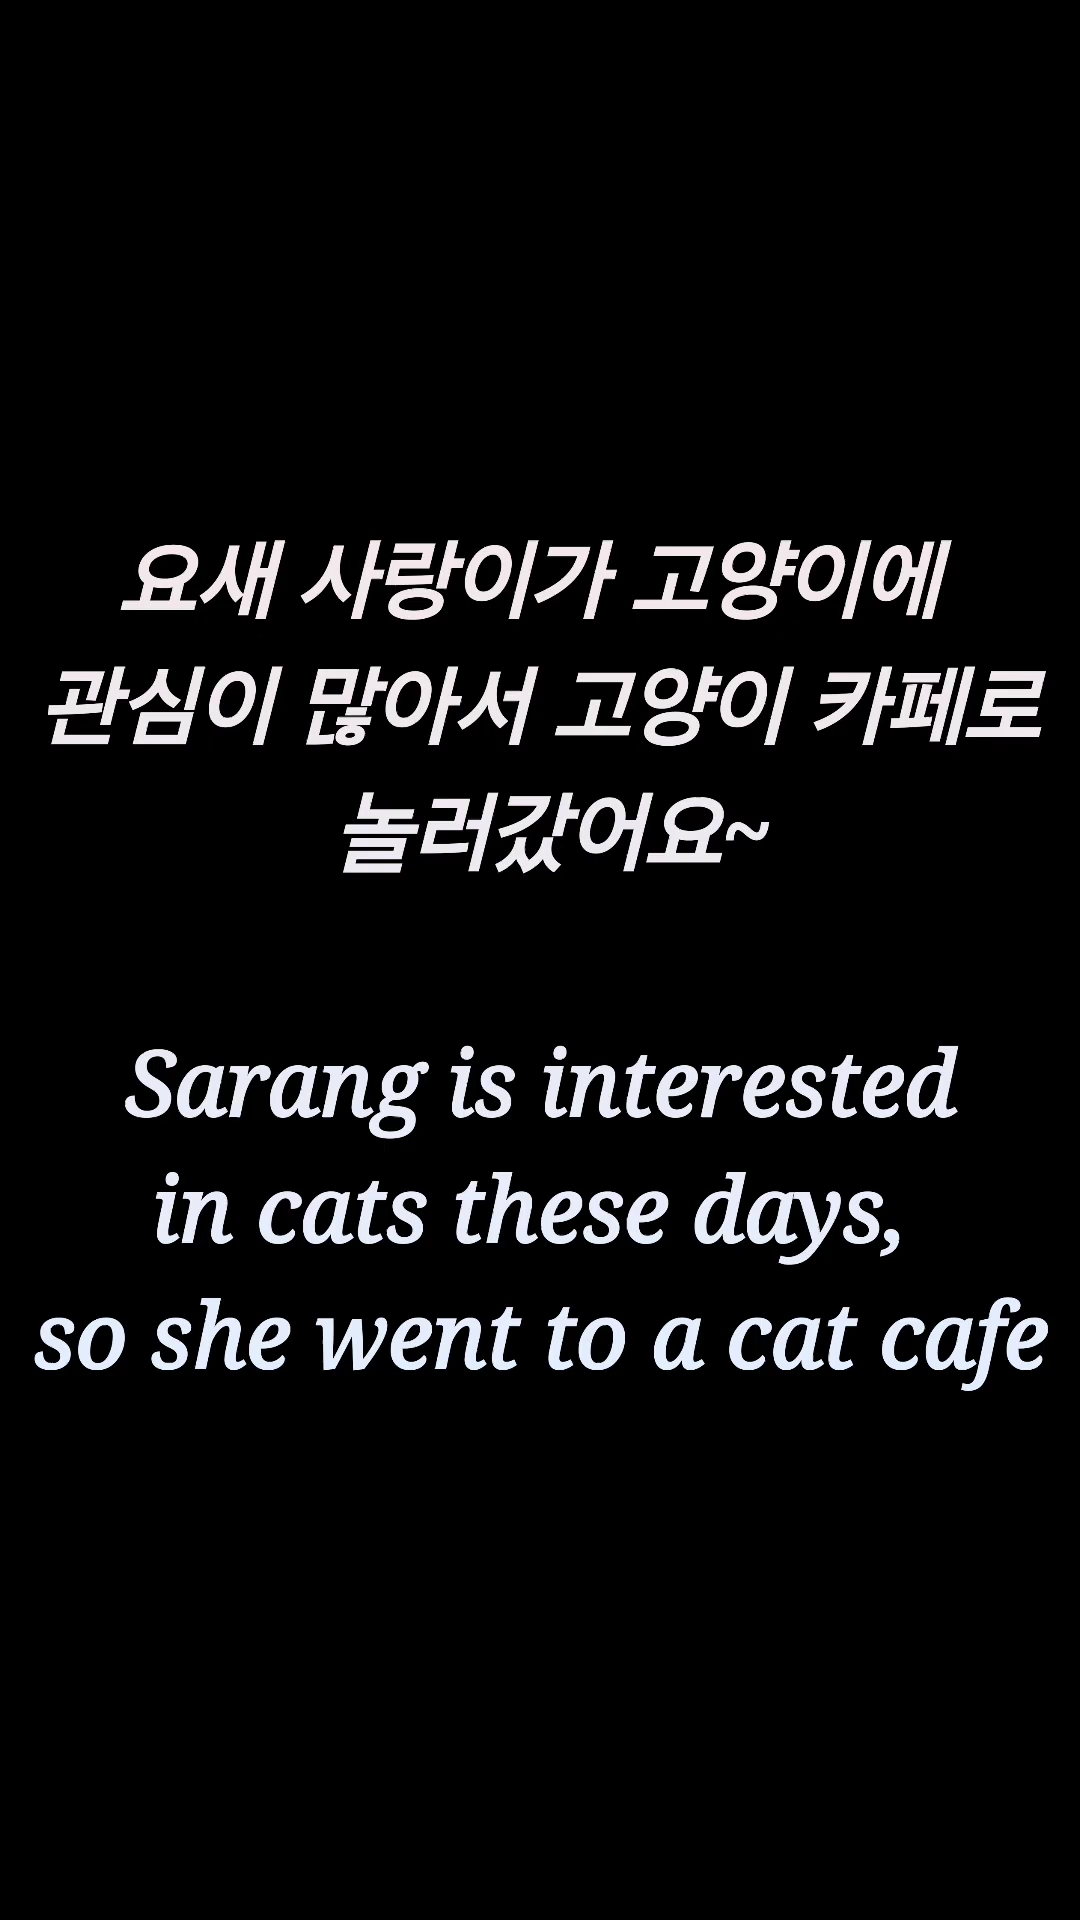 요새 사랑이가 고양이에
관심이 많아서 고양이 카페로
놀러갔어요~
Sarang is interested
in cats these days,
so she went to a cat cafe